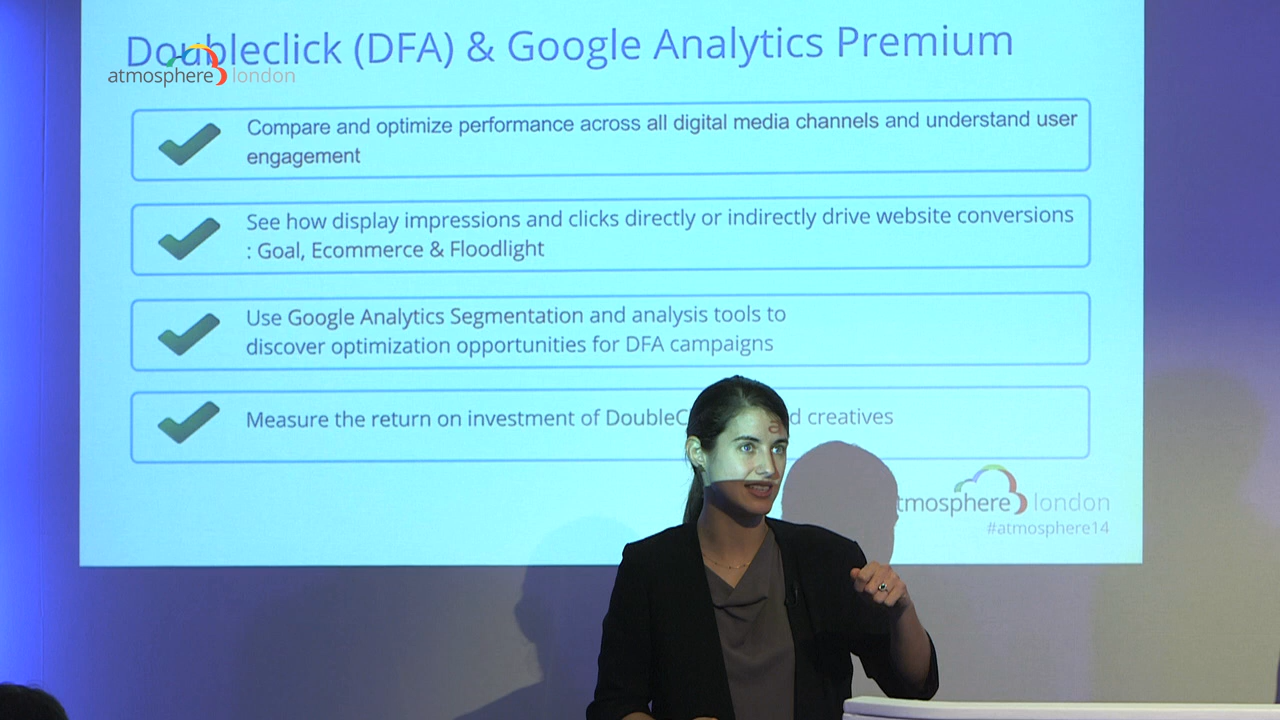 Doubleclick (DFA) & Google Analytics Premium
atmosphere london
Compare and optimize performance across all digital media channels and understand user
engagement
See how display impressions and clicks directly or indirectly drive website conversions
: Goal, Ecommerce & Floodlight
Use Google Analytics Segmentation and analysis tools to
discover optimization opportunities for DFA campaigns
Measure the return on investment of DoubleC d creatives
tmosphere london
#atmosphere14